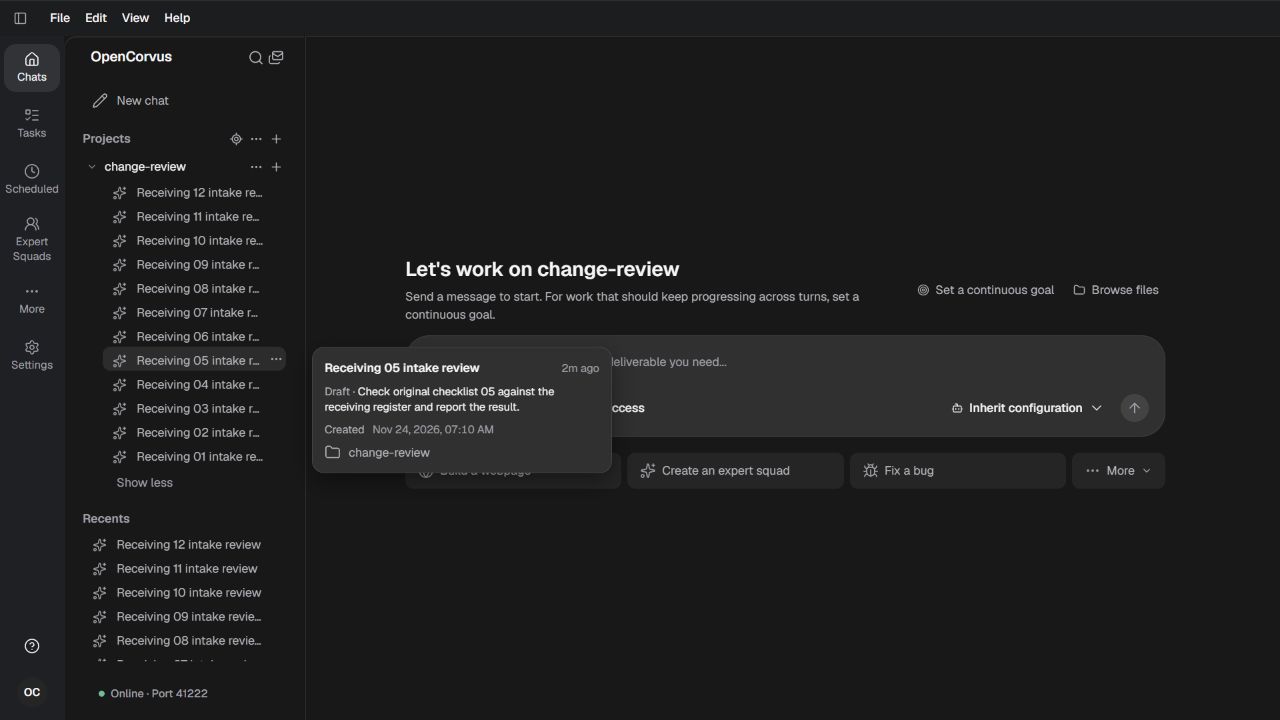 File Edit View Help
Chats
Tasks
Scheduled
Expert
Squads
More
Settings
OC
OpenCorvus
New chat
Projects
change-review
Receiving 12 intake re...
Receiving 11 intake re...
Receiving 10 intake re...
Receiving 09 intake r...
Receiving 08 intake r...
Receiving 07 intake r...
Receiving 06 intake r...
Receiving 05 intake r...
Receiving 04 intake r...
Receiving 03 intake r...
Receiving 02 intake r...
Receiving 01 intake re...
Show less
Recents
Receiving 12 intake review
Receiving 11 intake review
Receiving 10 intake review
Receiving 09 intake revie...
Receiving 08 intake revie...
Online · Port 41222
Let's work on change-review
Send a message to start. For work that should keep progressing across turns, set a
continuous goal.
Set a continuous goal
Browse files
deliverable you need...
Inherit configuration
Receiving 05 intake review
2m ago
Draft · Check original checklist 05 against the
receiving register and report the result.
Created Nov 24, 2026, 07:10 AM
change-review
Create an expert squad
Fix a bug
More